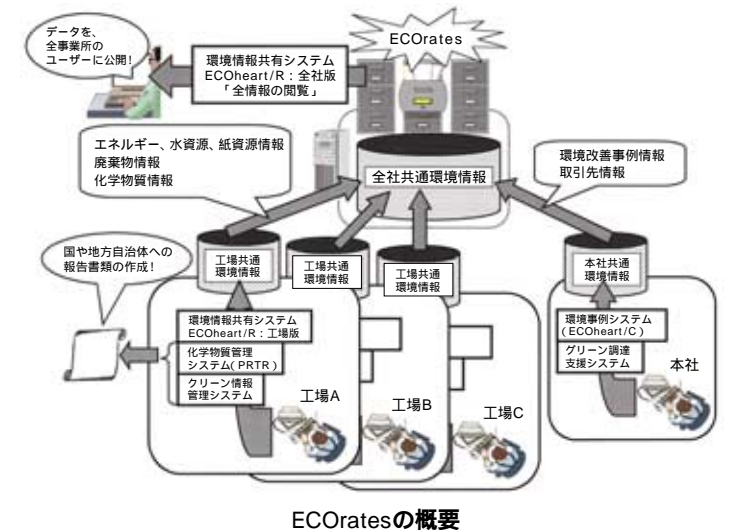 データを、
全事業所の
ユーザーに公開!
環境情報共有システム
ECOheart/R:全社版
「全情報の閲覧」
ECOrates
エネルギー、水資源、紙資源情報
廃棄物情報
化学物質情報
全社共通環境情報
環境改善事例情報
取引先情報
国や地方自治体への
報告書類の作成!
工場共通
環境情報
工場共通
環境情報
工場共通
環境情報
本社共通
環境情報
環境情報共有システム
ECOheart/R:工場版
化学物質管理
システム(PRTR)
クリーン情報
管理システム
工場A
工場B
工場C
環境事例システム
(ECOheart/C)
グリーン調達
支援システム
本社
ECOratesの概要